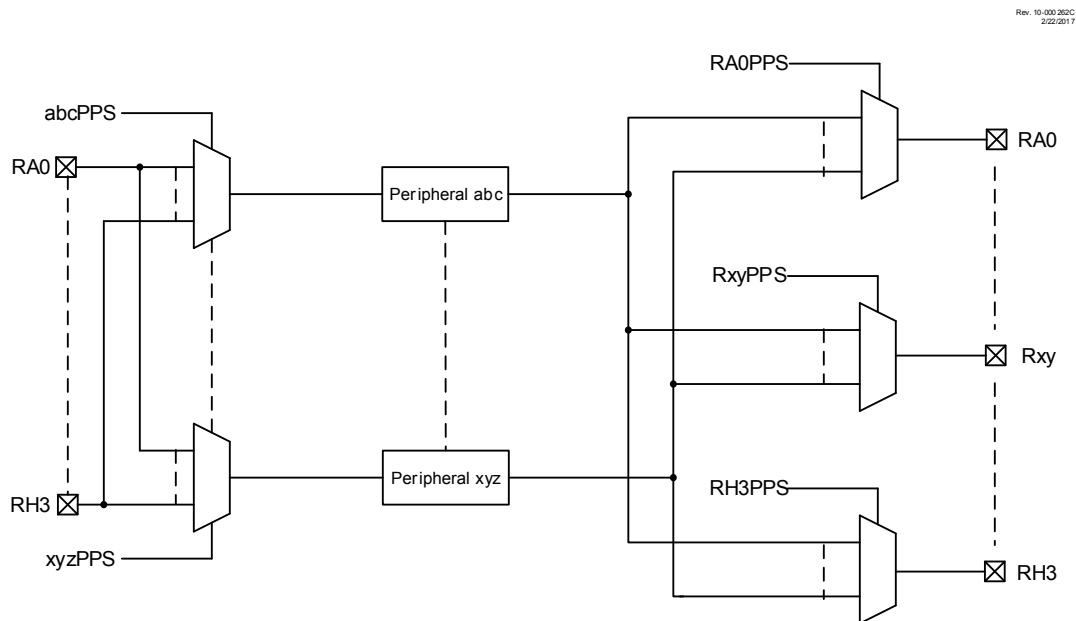 Rev. 10-000 262C
2/22/2017
RA0PPS
abcPPS
RA0
RA0
Peripheral abc
RxyPPS
Rxy
Peripheral xyz
RH3PPS
RH3
xyzPPS
RH3